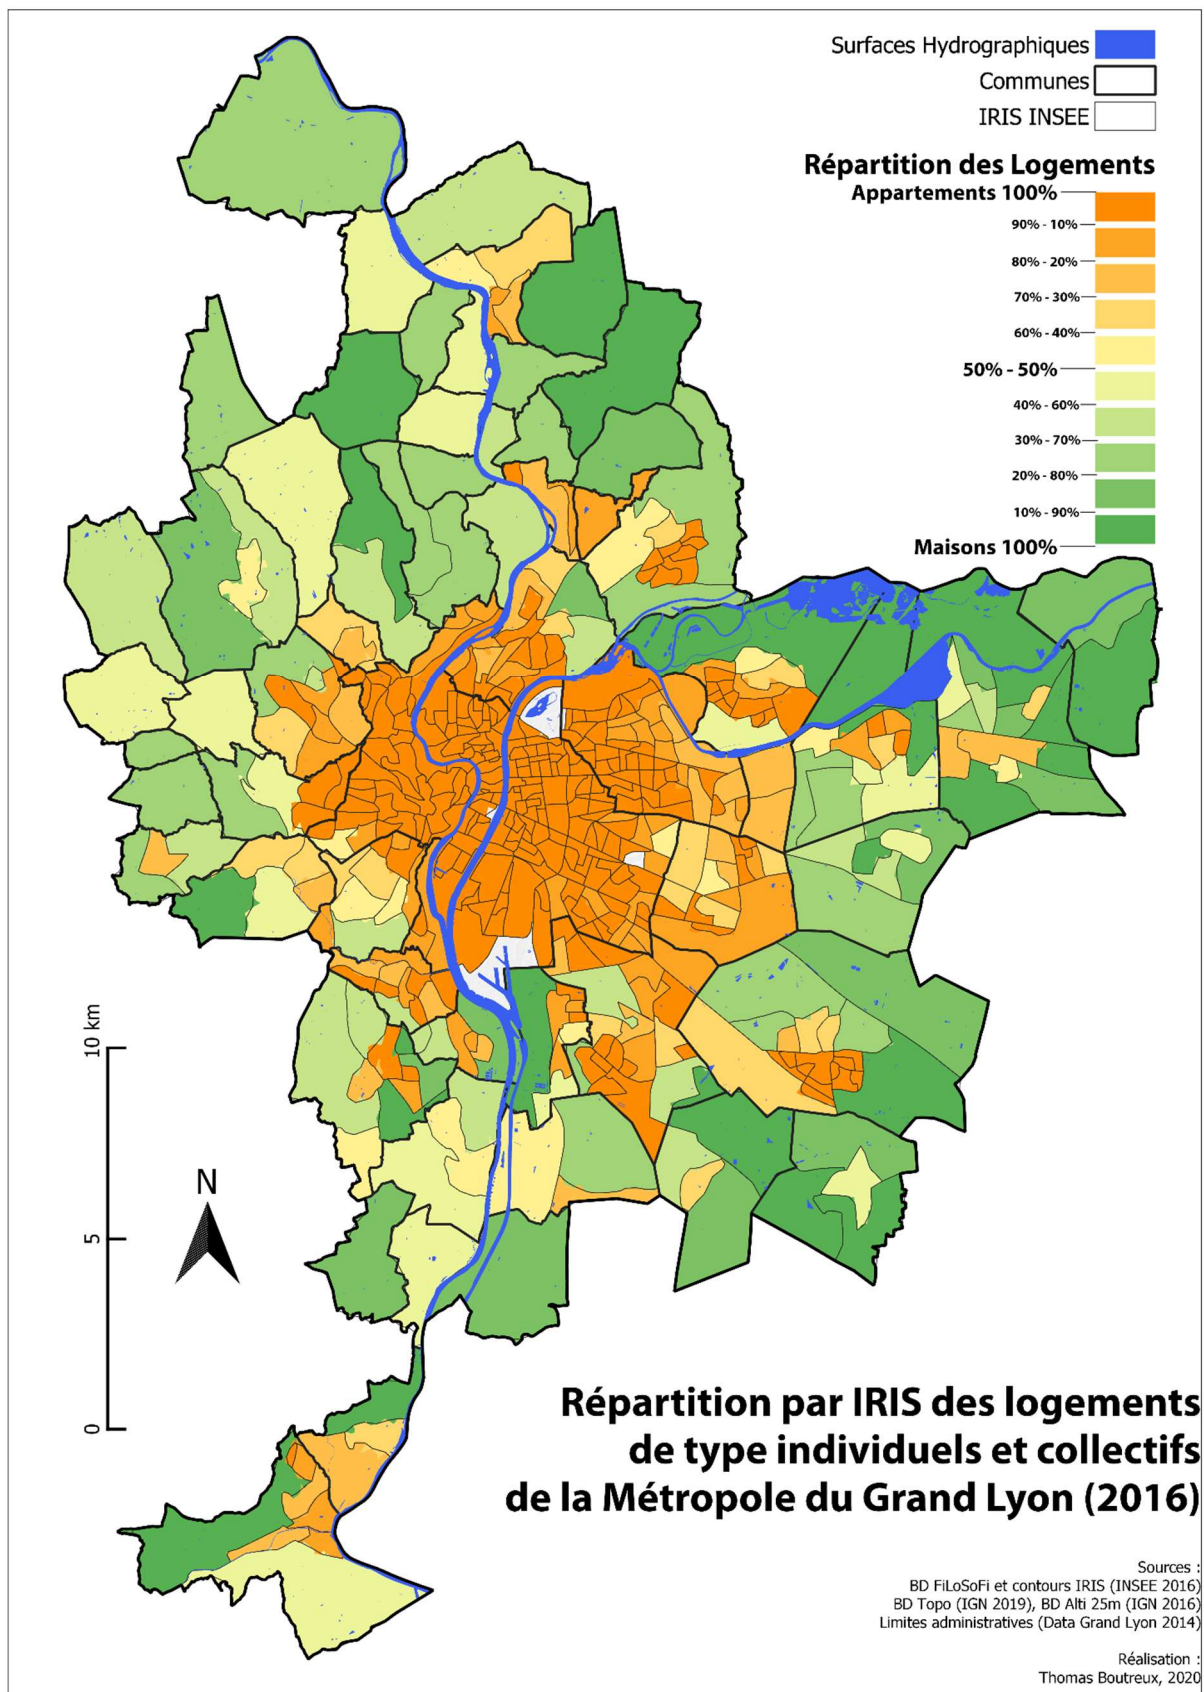 Surfaces Hydrographiques
Communes
IRIS INSEE
Répartition des Logements
Appartements 100%
90% - 10%
80% - 20%
70% - 30%
60% - 40%
50% - 50%
40% - 60%
30% - 70%
20% - 80%
10% - 90%
Maisons 100%
10 km
5
0
N
Répartition par IRIS des logements
de type individuels et collectifs
de la Métropole du Grand Lyon (2016)
Sources :
BD FiLoSoFi et contours IRIS (INSEE 2016)
BD Topo (IGN 2019), BD Alti 25m (IGN 2016)
Limites administratives (Data Grand Lyon 2014)
Réalisation :
Thomas Boutreux, 2020